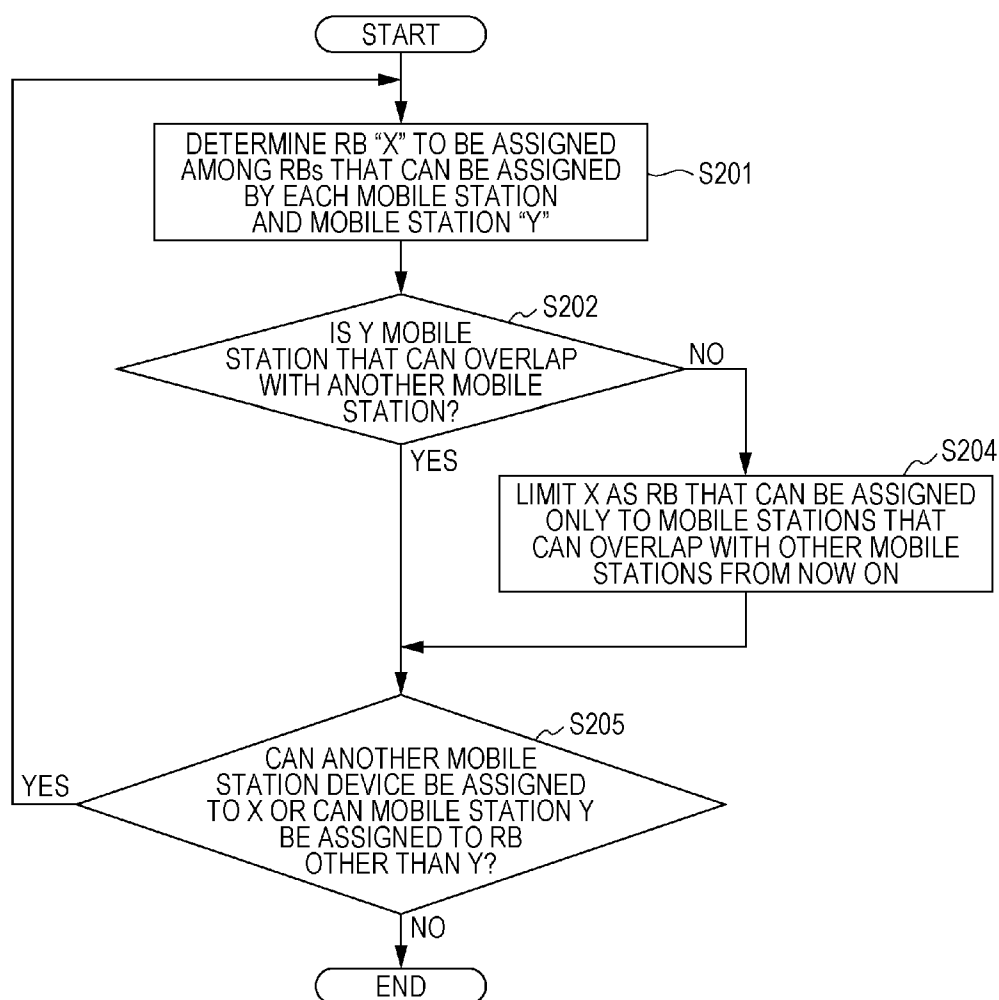 START
DETERMINE RB “X” TO BE ASSIGNED
AMONG RBs THAT CAN BE ASSIGNED
BY EACH MOBILE STATION
AND MOBILE STATION “Y”
S201
S202
IS Y MOBILE
STATION THAT CAN OVERLAP
WITH ANOTHER MOBILE
STATION?
NO
YES
S204
LIMIT X AS RB THAT CAN BE ASSIGNED
ONLY TO MOBILE STATIONS THAT
CAN OVERLAP WITH OTHER MOBILE
STATIONS FROM NOW ON
S205
CAN ANOTHER MOBILE
STATION DEVICE BE ASSIGNED
TO X OR CAN MOBILE STATION Y
BE ASSIGNED TO RB
OTHER THAN Y?
YES
NO
END